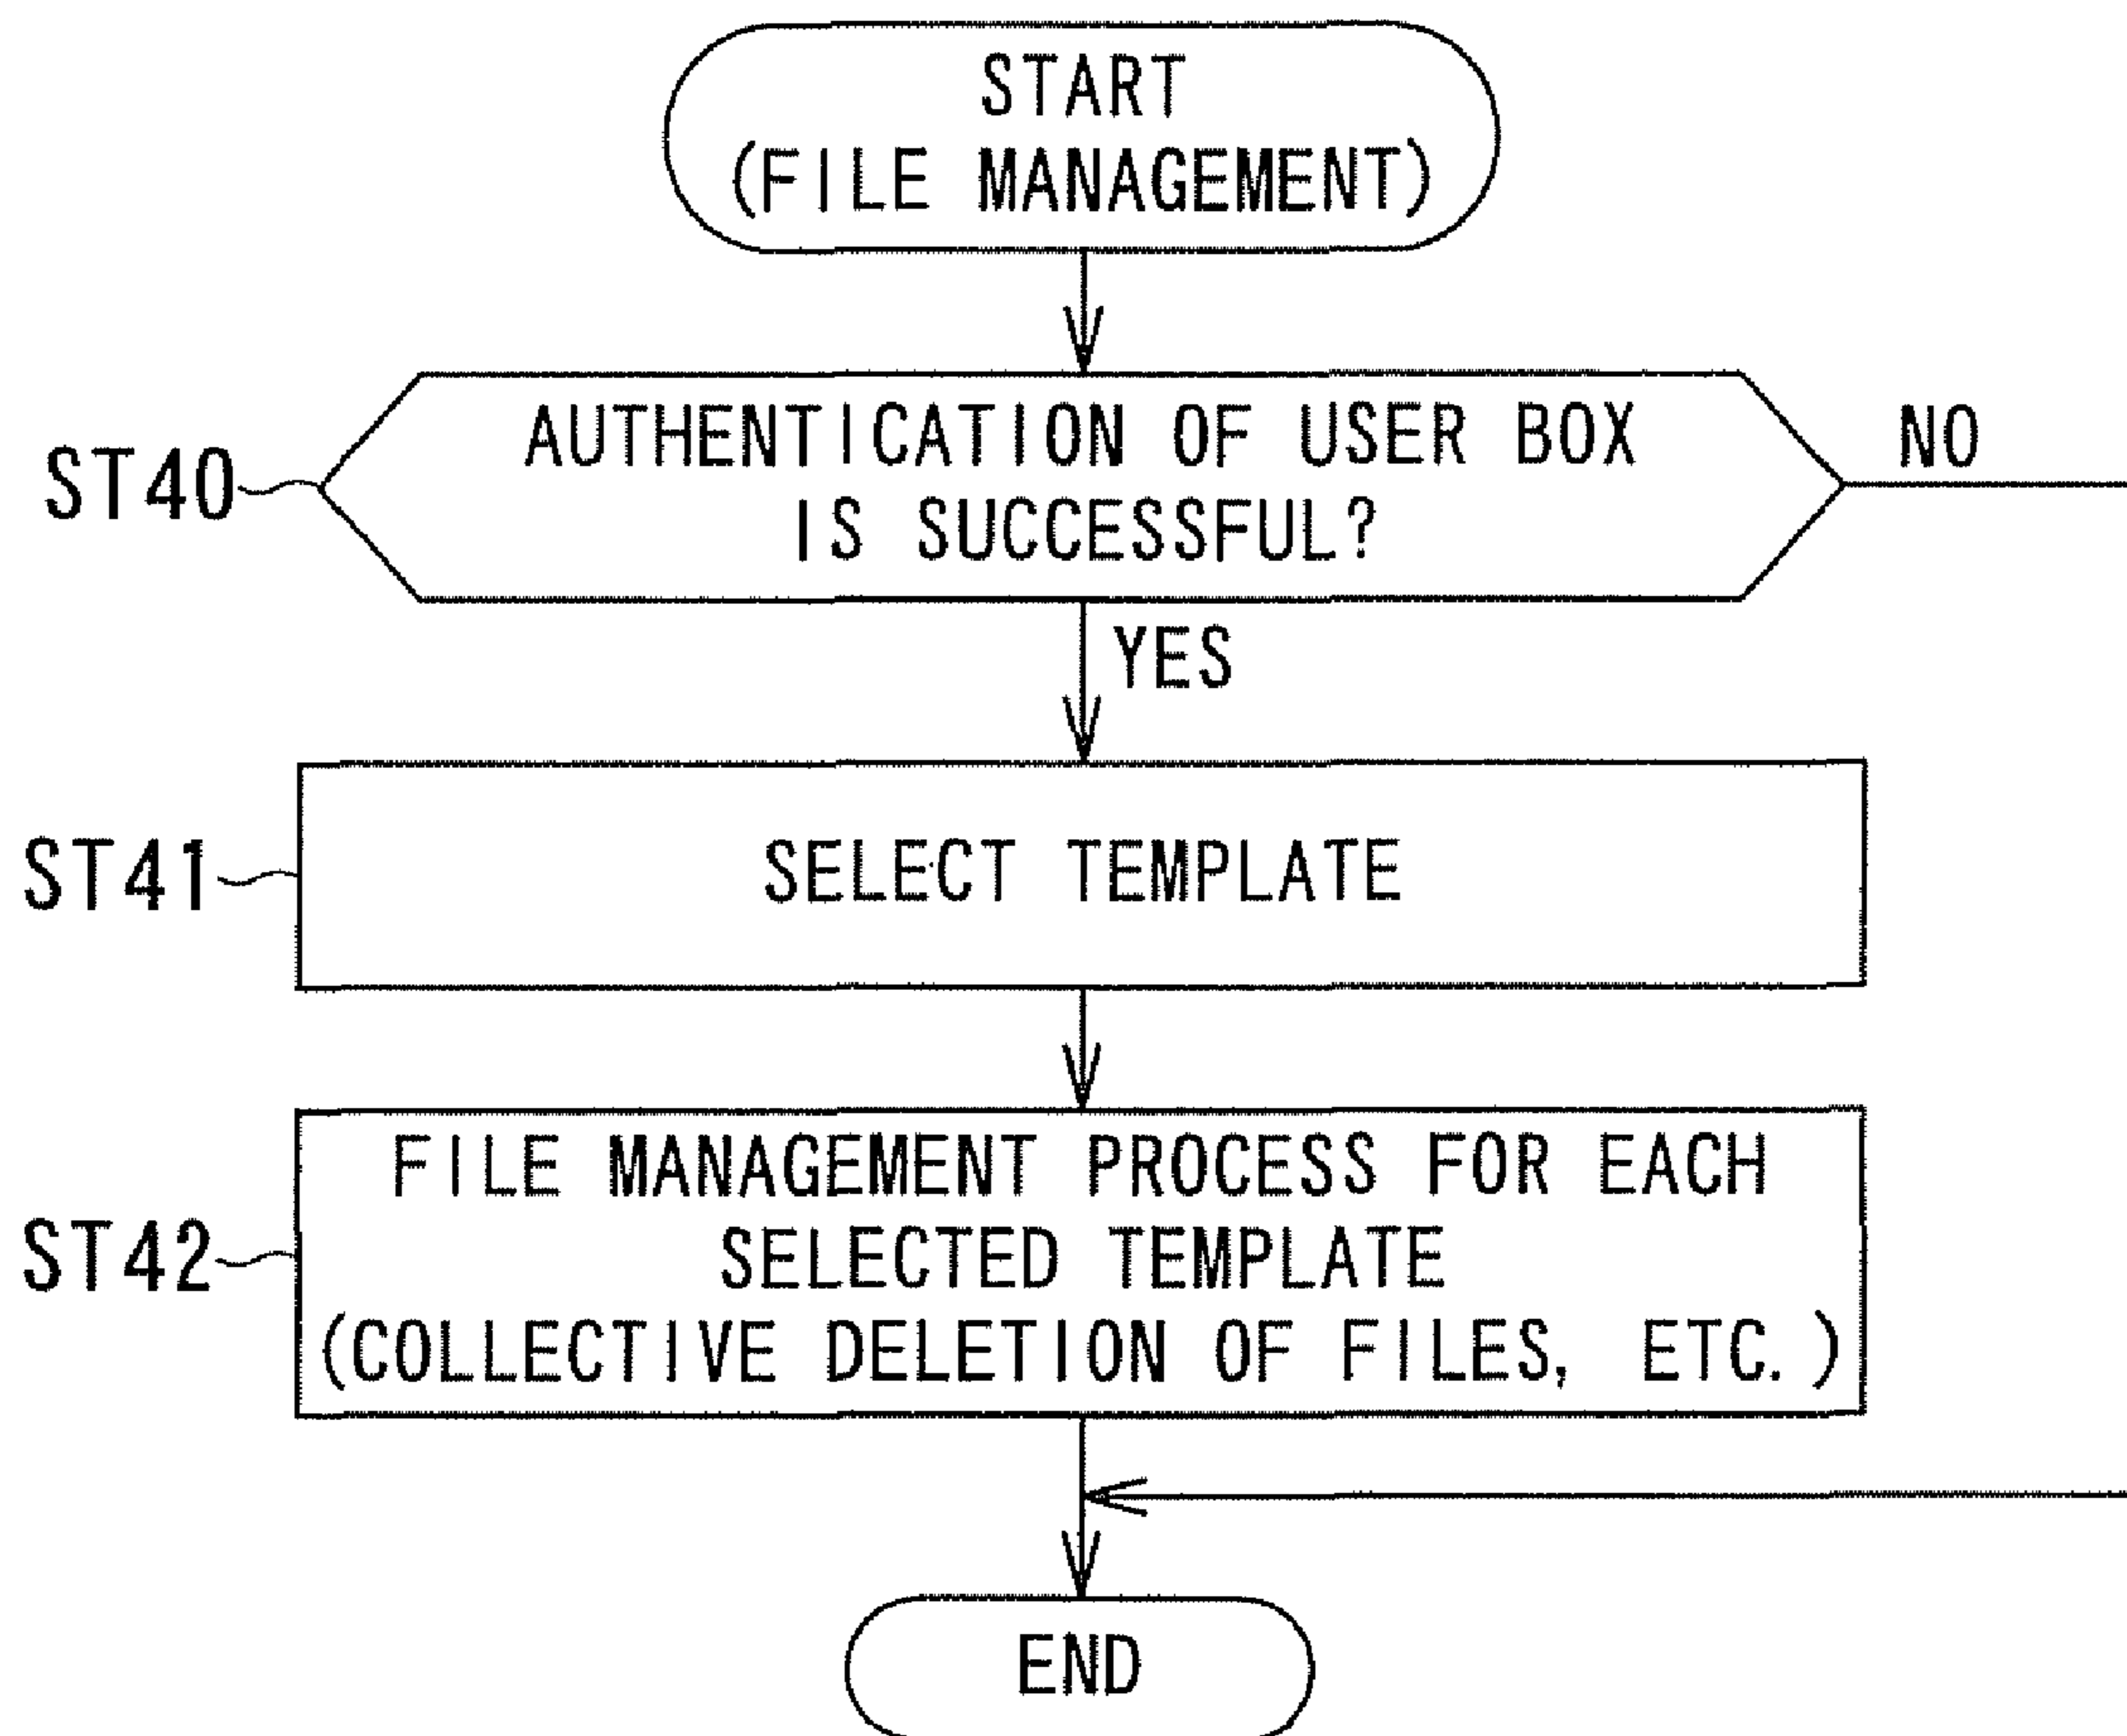 START
(FILE MANAGEMENT)
ST40
AUTHENTICATION OF USER BOX
IS SUCCESSFUL?
NO
YES
ST41
SELECT TEMPLATE
ST42
FILE MANAGEMENT PROCESS FOR EACH
SELECTED TEMPLATE
(COLLECTIVE DELETION OF FILES, ETC.)
END